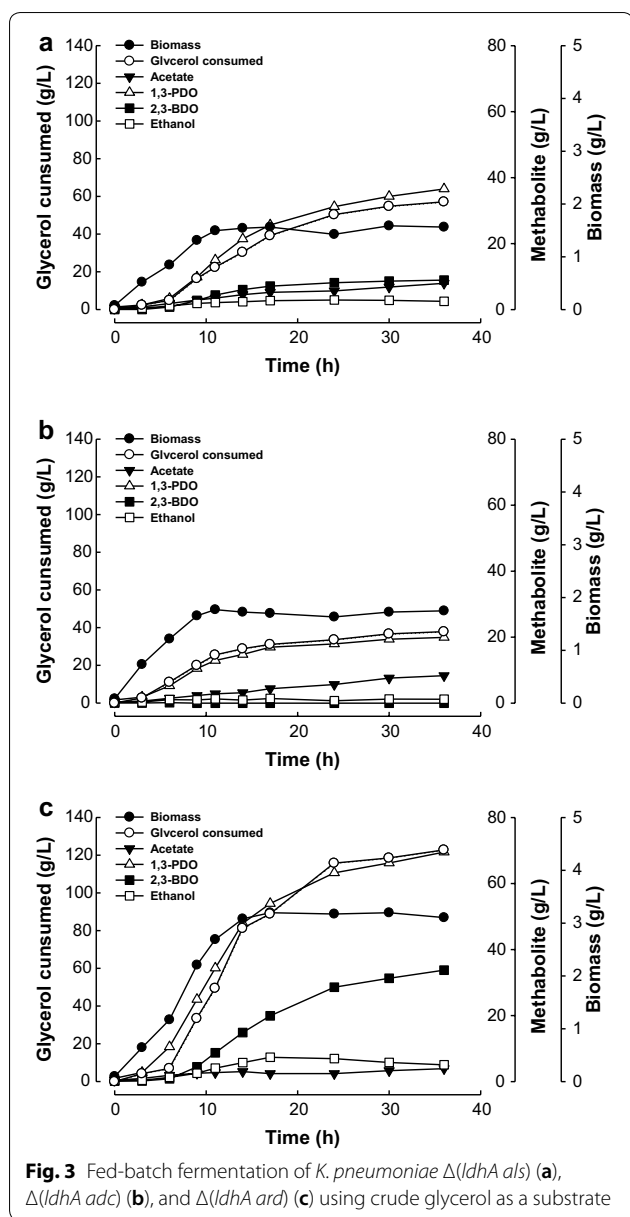 a
140
120
100
80
60
40
20
0
Glycerol cunsumed (g/L)
Biomass
Glvcerol consumed
Acetate
1,3-PDO
2,3-BDO
Ethanol
80
60
40
20
0
Methabolite (g/L)
5
4
3
2
1
0
Biomass (g/L)
0 10 20 30 40
Time (h)
b
140
120
100
80
60
40
20
0
Glycerol cunsumed (g/L)
Biomass
Glvcerol consumed
Acetate
1,3-PDO
2,3-BDO
Ethanol
80
60
40
20
0
Methabolite (g/L)
5
4
3
2
1
0
Biomass (g/L)
0 10 20 30 40
Time (h)
c
140
120
100
80
60
40
20
0
Glycerol cunsumed (g/L)
Biomass
Glvcerol consumed
Acetate
1,3-PDO
2,3-BDO
Ethanol
80
60
40
20
0
Methabolite (g/L)
5
4
3
2
1
0
Biomass (g/L)
0 10 20 30 40
Time (h)
Fig. 3 Fed-batch fermentation of K. pneumoniae Δ(ldhA als) (a),
Δ(ldhA adc) (b), and Δ(ldhA ard) (c) using crude glycerol as a substrate